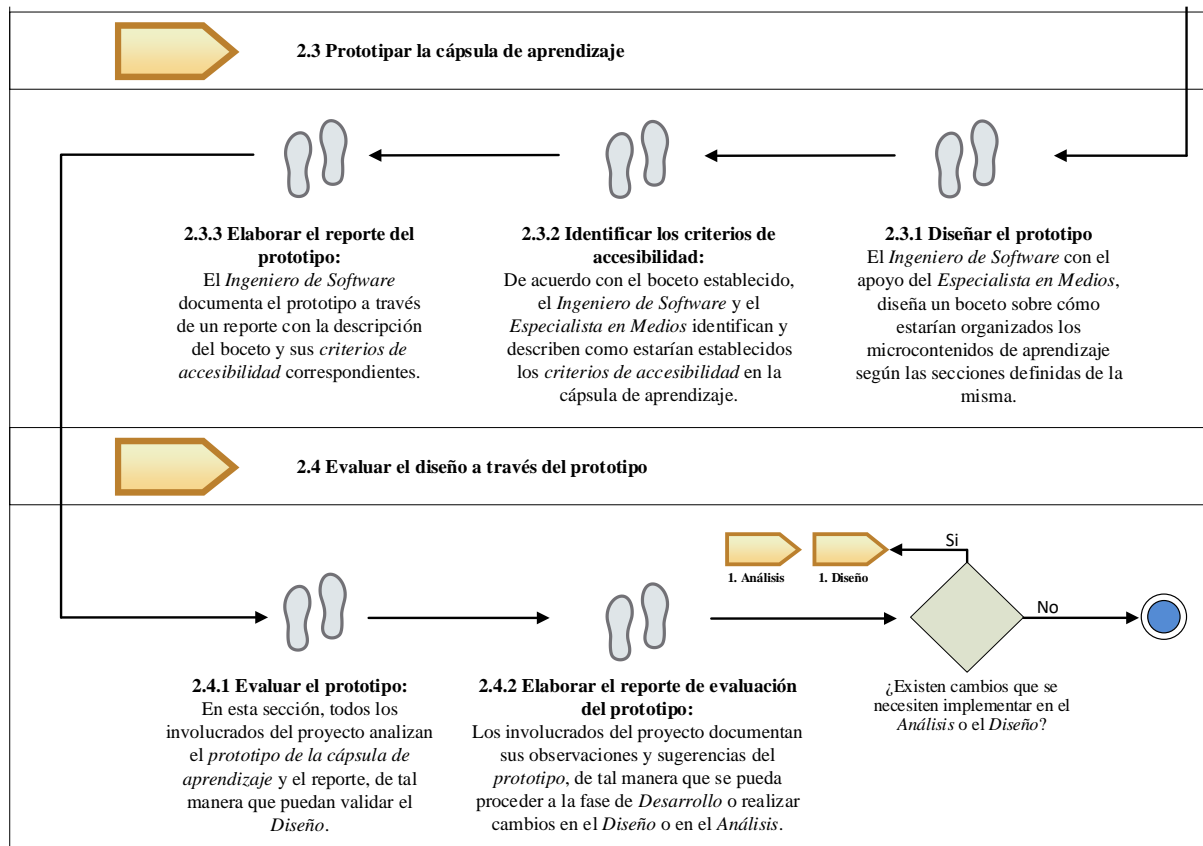 2.3 Prototipar la cápsula de aprendizaje
2.3.3 Elaborar el reporte del
prototipo:
El Ingeniero de Software
documenta el prototipo a través
de un reporte con la descripción
del boceto y sus criterios de
accesibilidad correspondientes.
2.3.2 Identificar los criterios de
accesibilidad:
De acuerdo con el boceto establecido,
el Ingeniero de Software y el
Especialista en Medios identifican y
describen como estarían establecidos
los criterios de accesibilidad en la
cápsula de aprendizaje.
2.3.1 Diseñar el prototipo
El Ingeniero de Software con el
apoyo del Especialista en Medios,
diseña un boceto sobre cómo
estarían organizados los
microcontenidos de aprendizaje
según las secciones definidas de la
misma.
2.4 Evaluar el diseño a través del prototipo
Si
1. Análisis
1. Diseño
No
2.4.1 Evaluar el prototipo:
En esta sección, todos los
involucrados del proyecto analizan
el prototipo de la cápsula de
aprendizaje y el reporte, de tal
manera que puedan validar el
Diseño.
2.4.2 Elaborar el reporte de evaluación
del prototipo:
Los involucrados del proyecto documentan
sus observaciones y sugerencias del
prototipo, de tal manera que se pueda
proceder a la fase de Desarrollo o realizar
cambios en el Diseño o en el Análisis.
¿Existen cambios que se
necesiten implementar en el
Análisis o el Diseño?